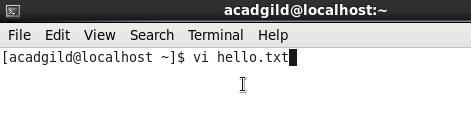 acadgild@localhost:~
File Edit View Search Terminal Help
[acadgild@localhost ~]$ vi hello.txt